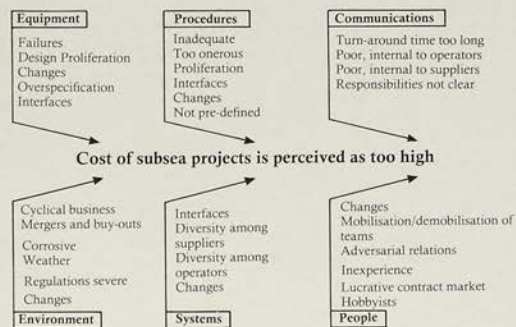 Equipment
Failures
Design Proliferation
Changes
Overspecification
Interfaces
Procedures
Inadequate
Too onerous
Proliferation
Interfaces
Changes
Not pre-defined
Communications
Turn-around time too long
Poor, internal to operators
Poor, internal to suppliers
Responsibilities not clear
Cost of subsea projects is perceived as too high
Cyclical business
Mergers and buy-outs
Corrosive
Weather
Regulations severe
Changes
Environment
Interfaces
Diversity among
suppliers
Diversity among
operators
Changes
Systems
Changes
Mobilisation/demobilisation of
teams
Adversarial relations
Inexperience
Lucrative contract market
Hobbyists
People